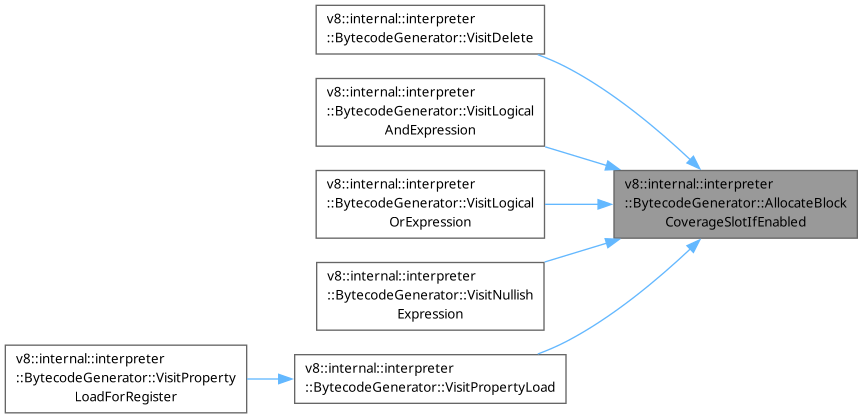 v8::internal::interpreter
::BytecodeGenerator::VisitDelete
v8::internal::interpreter
::BytecodeGenerator::VisitLogical
AndExpression
v8::internal::interpreter
::BytecodeGenerator::AllocateBlock
CoverageSlotIfEnabled
v8::internal::interpreter
::BytecodeGenerator::VisitLogical
OrExpression
v8::internal::interpreter
::BytecodeGenerator::VisitNullish
Expression
v8::internal::interpreter
::BytecodeGenerator::VisitProperty
LoadForRegister
v8::internal::interpreter
::BytecodeGenerator::VisitPropertyLoad